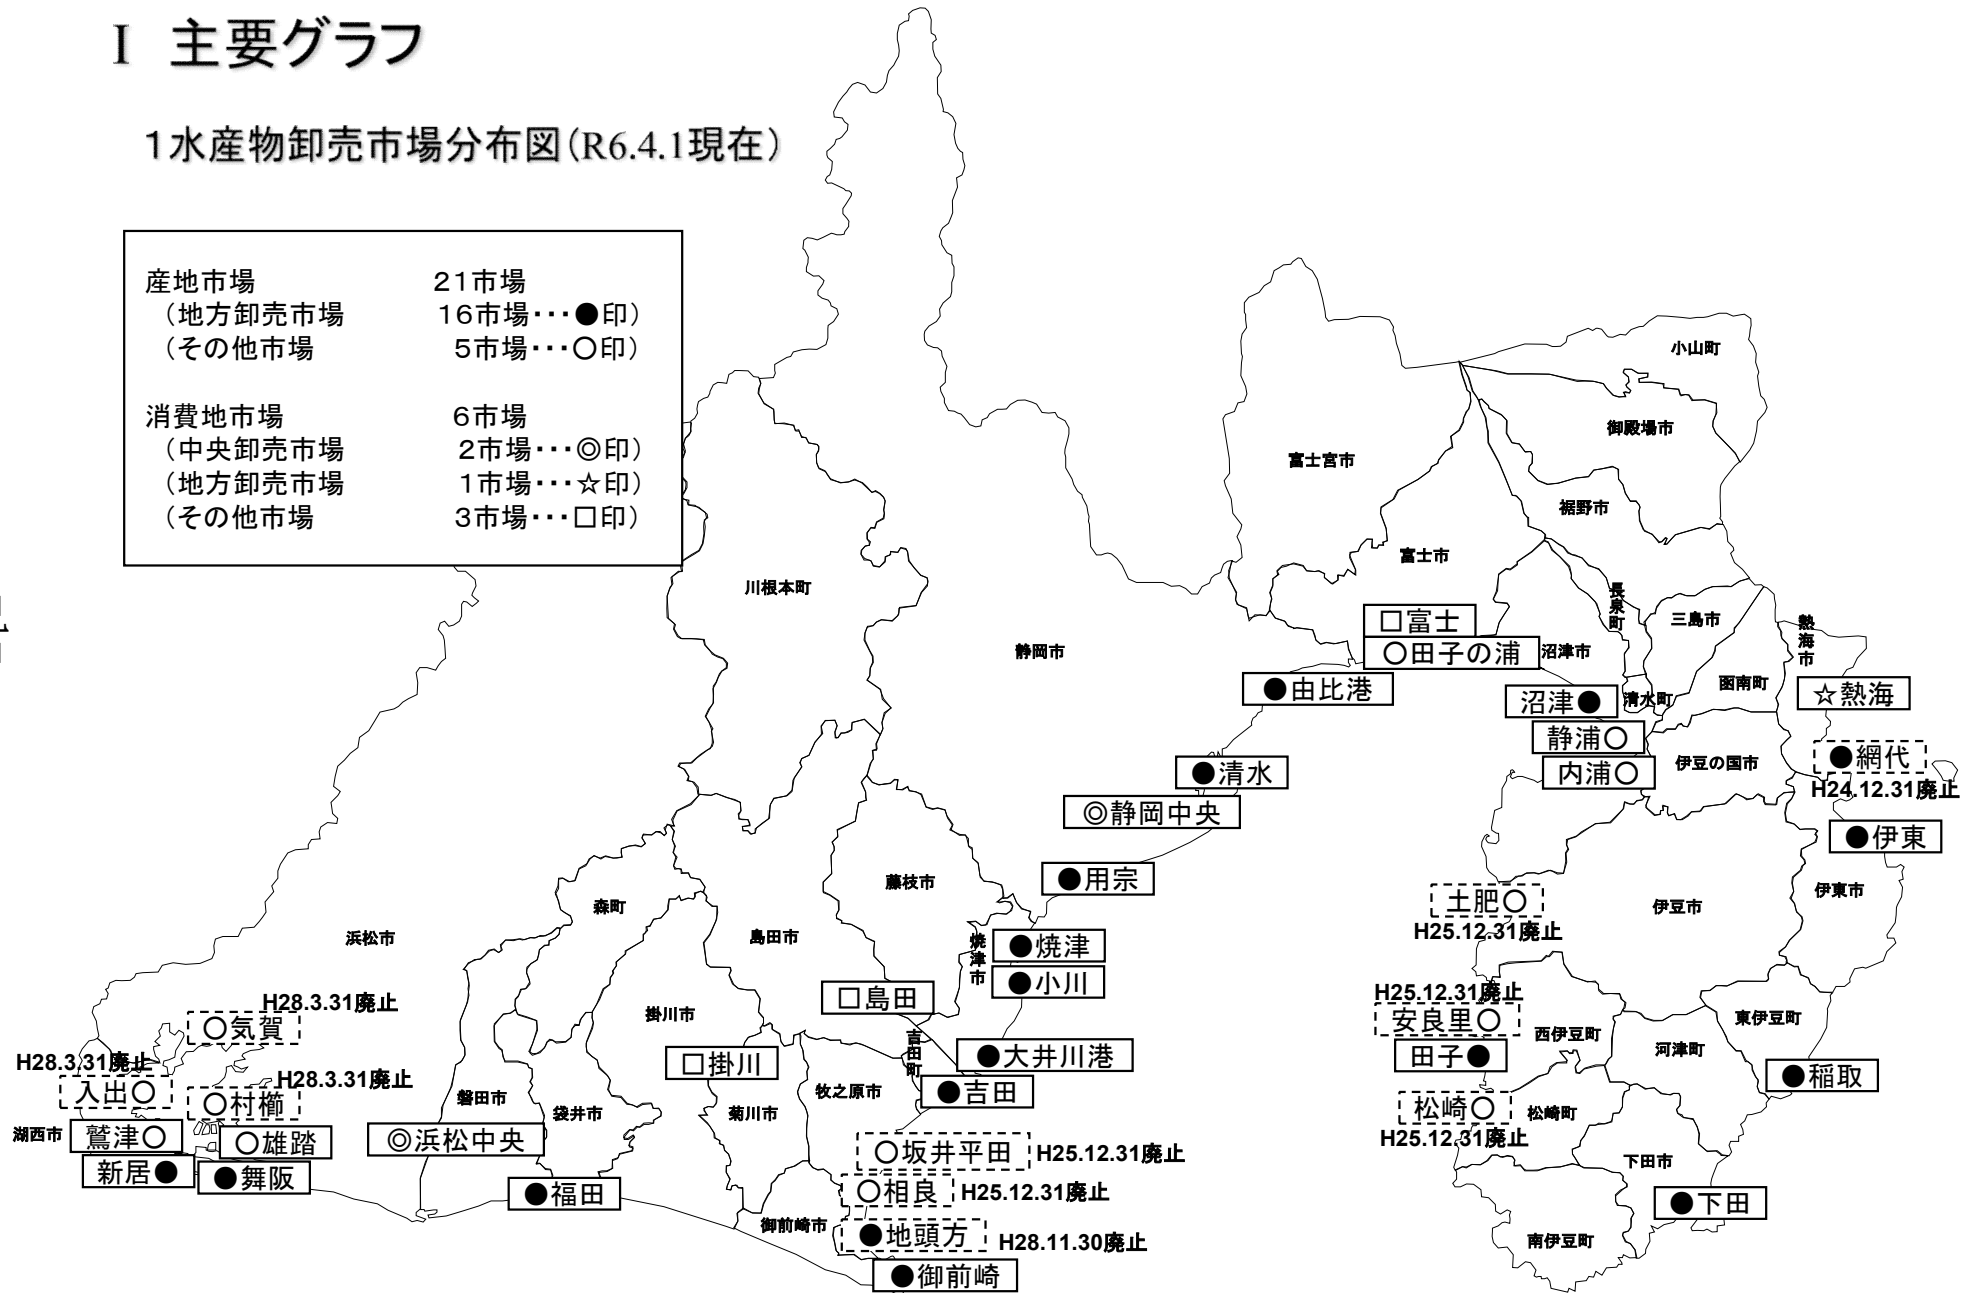 Ⅰ 主要グラフ
1水産物卸売市場分布図(R6.4.1現在)
産地市場 21市場
(地方卸売市場 16市場･･･●印)
(その他市場 5市場･･･○印)
消費地市場 6市場
(中央卸売市場 2市場･･･◎印)
(地方卸売市場 1市場･･･☆印)
(その他市場 3市場･･･□印)
小山町
御殿場市
富士宮市
裾野市
富士市
川根本町
長泉町
三島市
熱海市
静岡市
□富士
○田子の浦
沼津市
函南町
清水町
☆熱海
●由比港
沼津●
静浦○
内浦○
伊豆の国市
●網代
H24.12.31廃止
●清水
◎静岡中央
●伊東
●用宗
藤枝市
土肥○
H25.12.31廃止
伊豆市
伊東市
森町
浜松市
島田市
焼津市
●焼津
●小川
□島田
H28.3.31廃止
○気賀
掛川市
H25.12.31廃止
安良里○
西伊豆町
東伊豆町
河津町
田子●
吉田町
●大井川港
□掛川
●吉田
H28.3.31廃止
入出○
H28.3.31廃止
○村櫛
●稲取
磐田市
袋井市
菊川市
牧之原市
松崎○
H25.12.31廃止
松崎町
湖西市
鷲津○
○雄踏
新居●
●舞阪
◎浜松中央
●福田
○坂井平田
H25.12.31廃止
○相良
H25.12.31廃止
下田市
●下田
御前崎市
●地頭方
H28.11.30廃止
●御前崎
南伊豆町